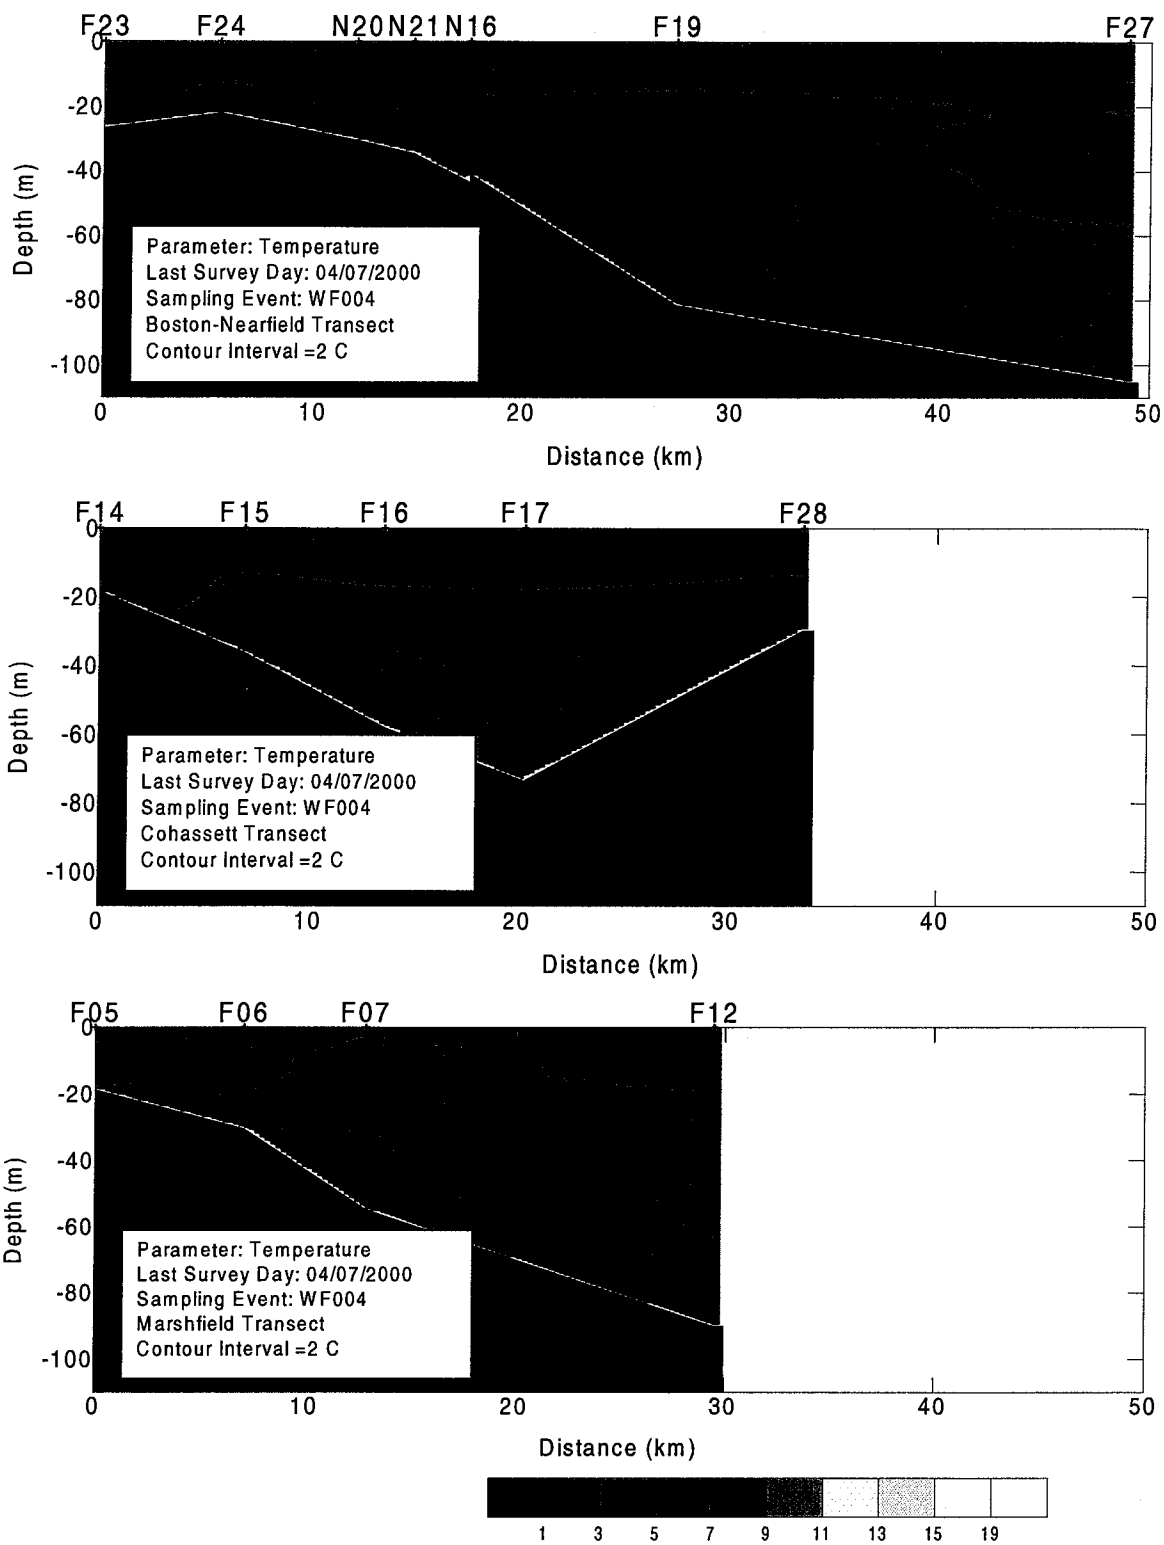 F23 F24 N20 N21 N16 F19 F27
0
-20
-40
-60
-80
-100
Depth (m)
Parameter: Temperature
Last Survey Day: 04/07/2000
Sampling Event: WF004
Boston-Nearfield Transect
Contour Interval =2 C
0 10 20 30 40 50
Distance (km)
F14 F15 F16 F17 F28
0
-20
-40
-60
-80
-100
Depth (m)
Parameter: Temperature
Last Survey Day: 04/07/2000
Sampling Event: WF004
Cohassett Transect
Contour Interval =2 C
0 10 20 30 40 50
Distance (km)
F05 F06 F07 F12
0
-20
-40
-60
-80
-100
Depth (m)
Parameter: Temperature
Last Survey Day: 04/07/2000
Sampling Event: WF004
Marshfield Transect
Contour Interval =2 C
0 10 20 30 40 50
Distance (km)
1 3 5 7 9 11 13 15 19